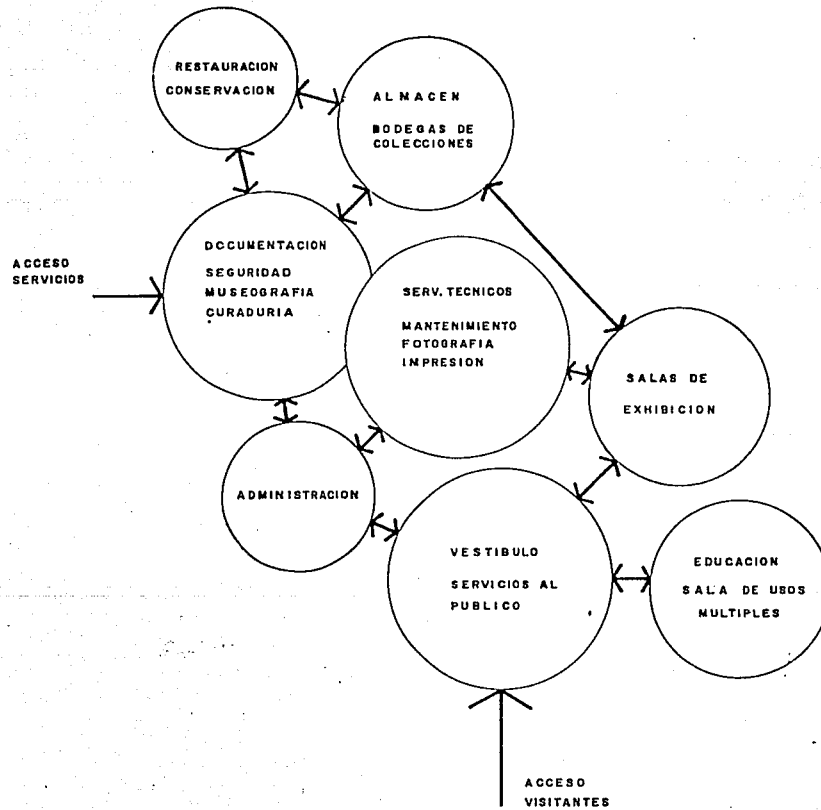 RESTAURACION
CONSERVACION
ALMACEN
BODEGAS DE
COLECCIONES
ACCESO
SERVICIOS
DOCUMENTACION
SEGURIDAD
MUSEOGRAFIA
CURADURIA
SERV. TECNICOS
MANTENIMIENTO
FOTOGRAFIA
IMPRESION
SALAS DE
EXHIBICION
ADMINISTRACION
VESTIBULO
SERVICIOS AL
PUBLICO
EDUCACION
SALA DE USOS
MULTIPLES
ACCESO
VISITANTES